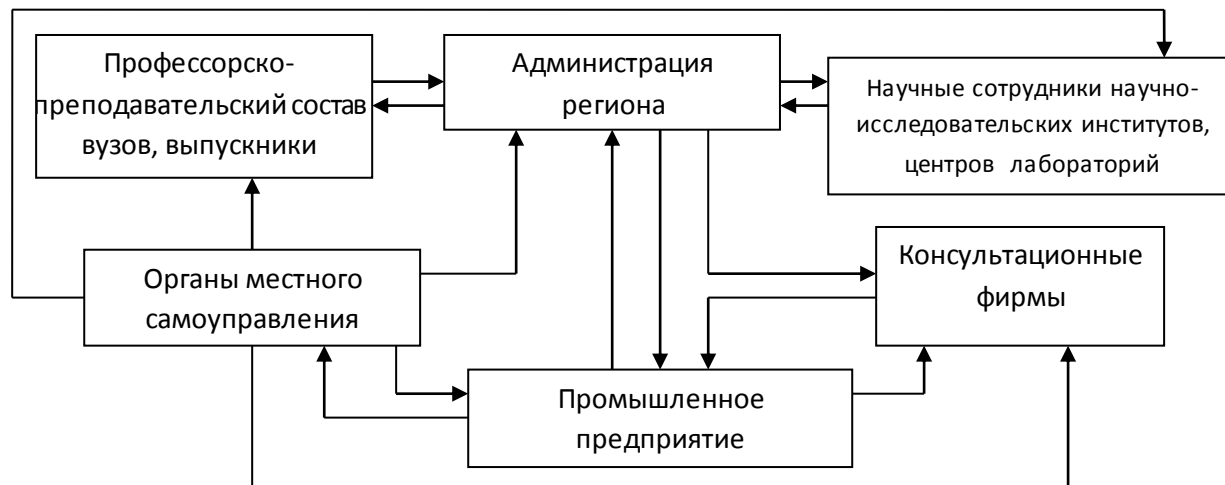 Профессорско-
преподавательский состав
вузов, выпускники
Администрация
региона
Научные сотрудники научно-
исследовательских институтов,
центров лабораторий
Органы местного
самоуправления
Консультационные
фирмы
Промышленное
предприятие